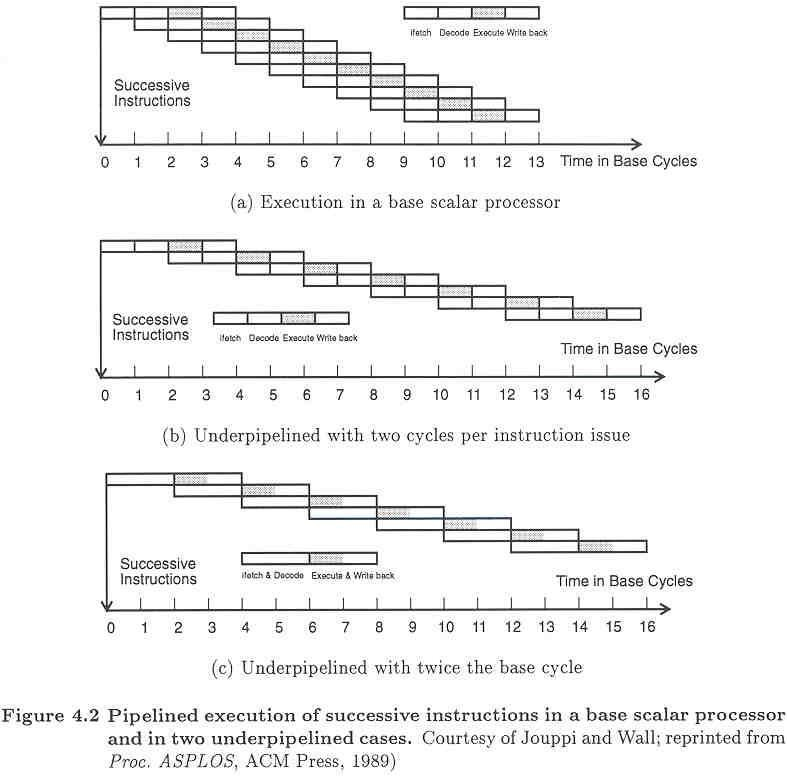 ifetch Decode Execute Write back
Successive
Instructions
0 1 2 3 4 5 6 7 8 9 10 11 12 13 Time in Base Cycles
(a) Execution in a base scalar processor
Successive
Instructions
ifetch Decode Execute Write back
Time in Base Cycles
0 1 2 3 4 5 6 7 8 9 10 11 12 13 14 15 16
(b) Underpipelined with two cycles per instruction issue
Successive
Instructions
ifetch & Decode Execute & Write back
Time in Base Cycles
0 1 2 3 4 5 6 7 8 9 10 11 12 13 14 15 16
(c) Underpipelined with twice the base cycle
Figure 4.2 Pipelined execution of successive instructions in a base scalar processor
and in two underpipelined cases. Courtesy of Jouppi and Wall; reprinted from
Proc. ASPLOS, ACM Press, 1989)